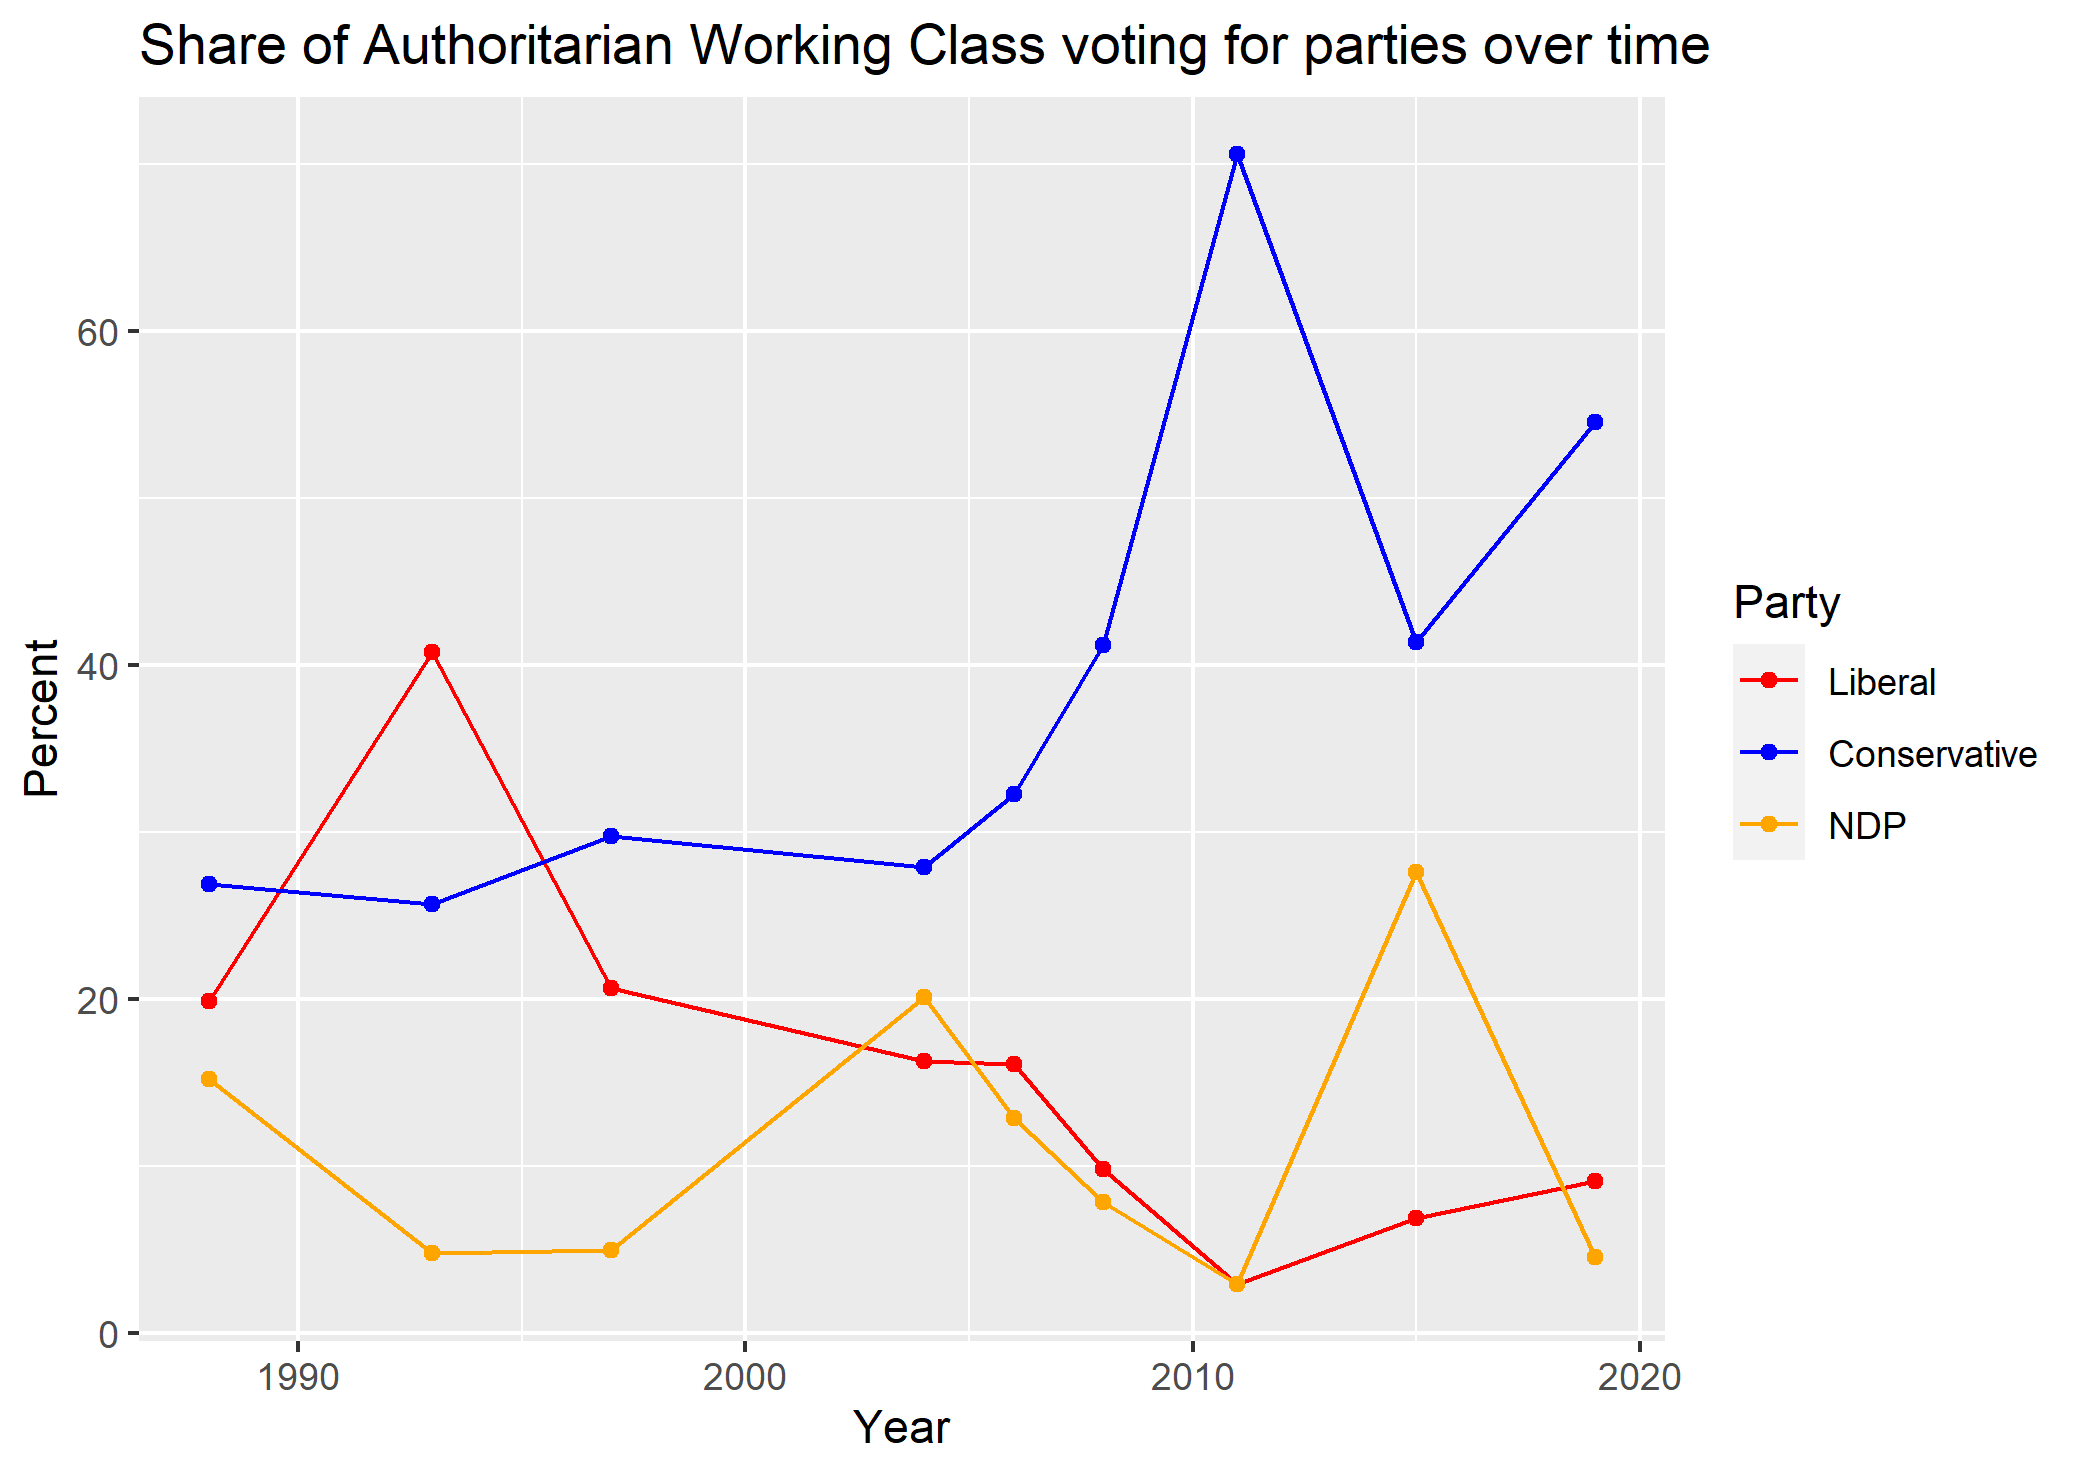 Share of Authoritarian Working Class voting for parties over time
Percent
60
40
20
0
1990
2000
2010
2020
Year
Party
Liberal
Conservative
NDP